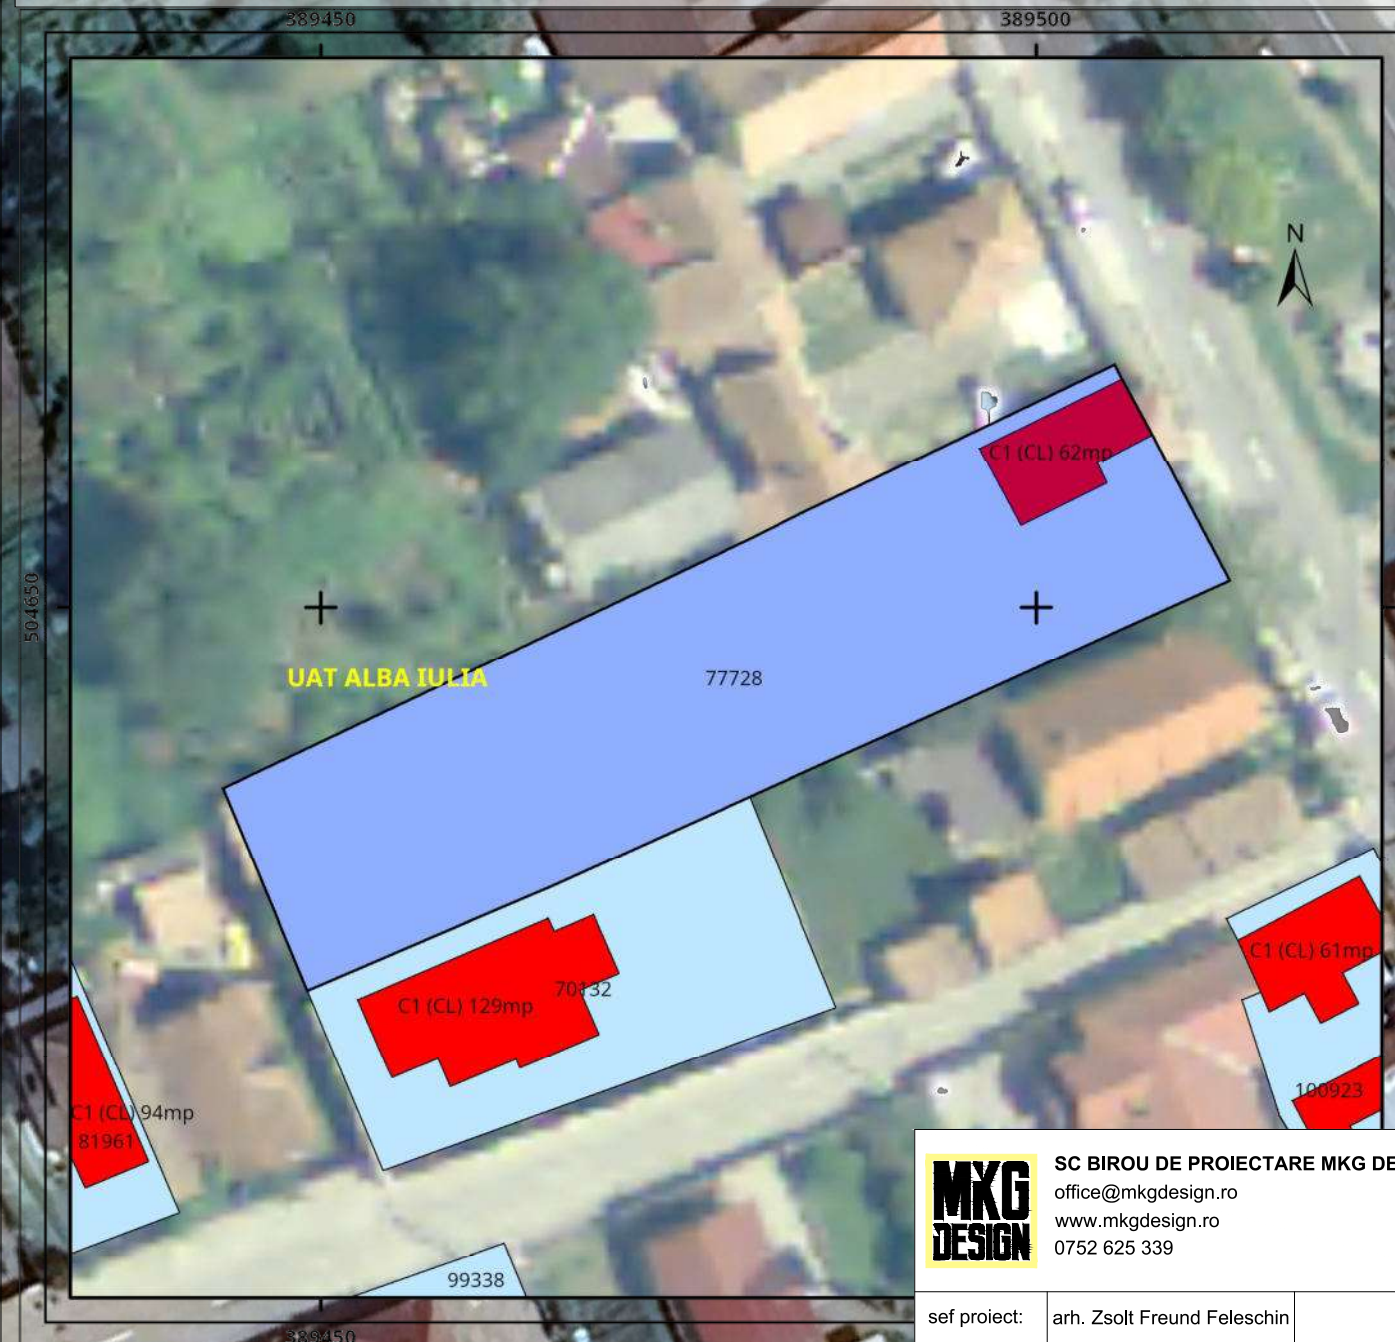 389450
389500
N
C1 (CL) 62mp
504650
UAT ALBA IULIA
77728
C1 (CL) 61mp
70132
C1 (CL) 129mp
100923
C1 (CL) 94mp
81961
MKG
DESIGN
SC BIROU DE PROIECTARE MKG DE
office@mkgdesign.ro
www.mkgdesign.ro
0752 625 339
99338
sef proiect:
arh. Zsolt Freund Feleschin
389450